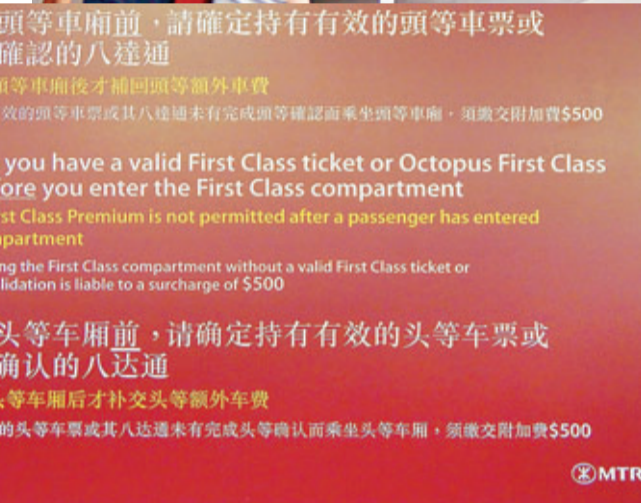 頭等車廂前，請確定持有有效的頭等車票或
確認的八達通
頭等車廂後才補回頭等額外車費
效的頭等車票或其八達通未有完成頭等確認而乘坐頭等車廂，須繳交附加費$500
you have a valid First Class ticket or Octopus First Class
ore you enter the First Class compartment
st Class Premium is not permitted after a passenger has entered
partment
ng the First Class compartment without a valid First Class ticket or
lidation is liable to a surcharge of $500
头等车厢前，请确定持有有效的头等车票或
确认的八达通
头等车厢后才补交头等额外车费
的头等车票或其八达通未有完成头等确认而乘坐头等车厢，须缴交附加费$500
MTR